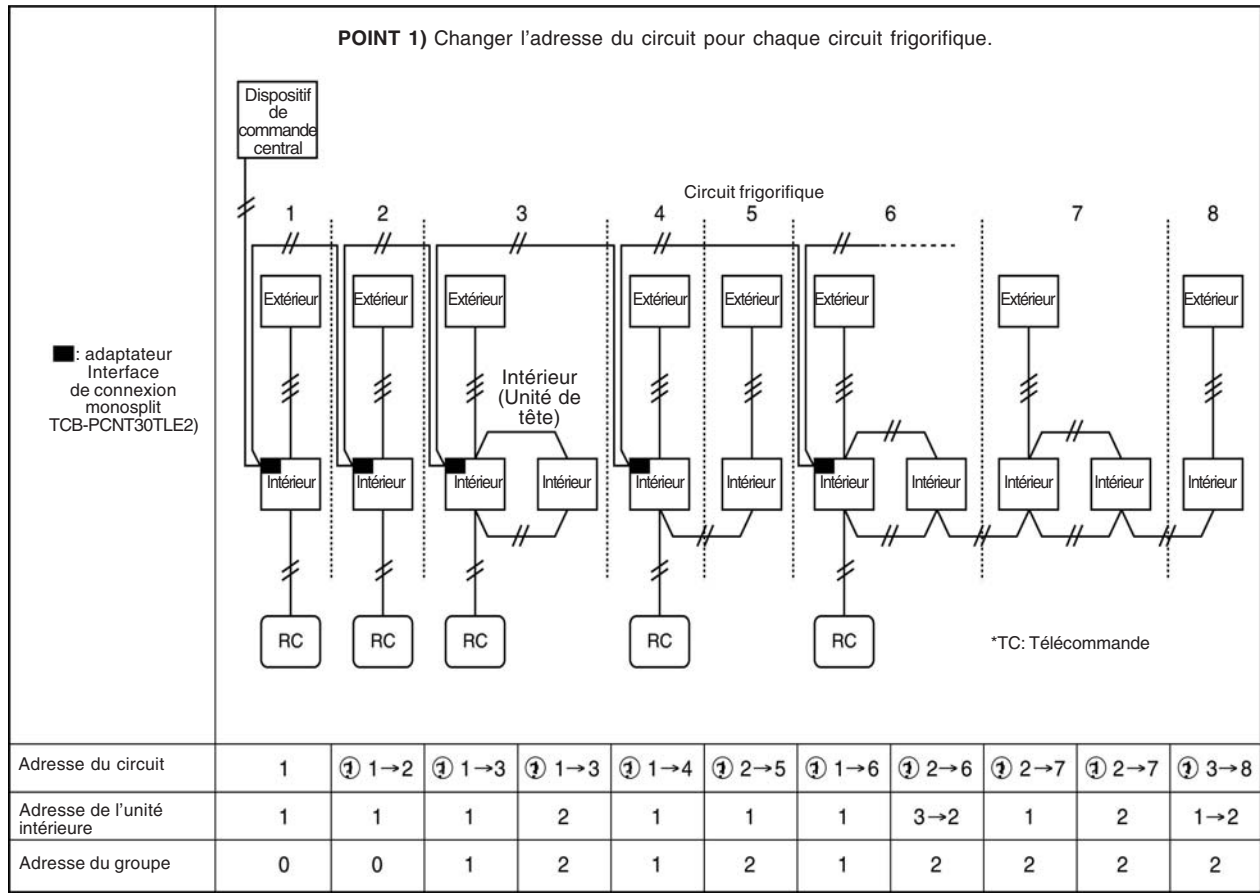 POINT 1) Changer l'adresse du circuit pour chaque circuit frigorifique.
Dispositif
de
commande
central
Circuit frigorifique
1 2 3 4 5 6 7 8
Extérieur Extérieur Extérieur Extérieur Extérieur Extérieur Extérieur Extérieur
■: adaptateur
Interface
de connexion
monosplit
TCB-PCNT30TLE2)
Intérieur
(Unité de
tête)
Intérieur Intérieur Intérieur Intérieur Intérieur Intérieur Intérieur Intérieur Intérieur Intérieur Intérieur
RC RC RC RC RC
*TC: Télécommande
Adresse du circuit 1 ① 1→2 ① 1→3 ① 1→3 ① 1→4 ① 2→5 ① 1→6 ① 2→6 ① 2→7 ① 2→7 ① 3→8
Adresse de l'unité
intérieure 1 1 1 2 1 1 1 3→2 1 2 1→2
Adresse du groupe 0 0 1 2 1 2 1 2 2 2 2